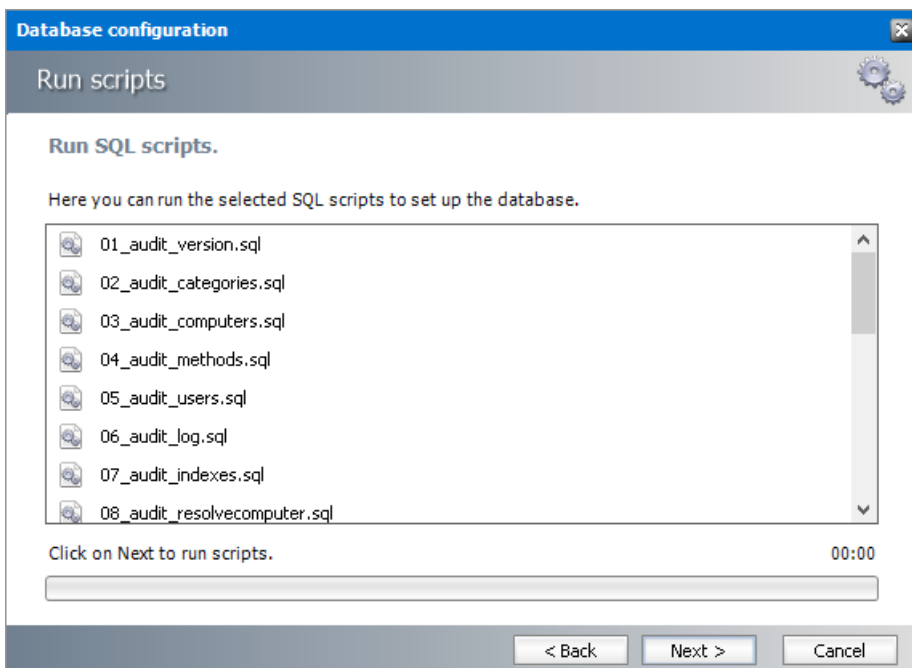 Database configuration
Run scripts
Run SQL scripts.
Here you can run the selected SQL scripts to set up the database.
01_audit_version.sql
02_audit_categories.sql
03_audit_computers.sql
04_audit_methods.sql
05_audit_users.sql
06_audit_log.sql
07_audit_indexes.sql
08_audit_resolvecomputer.sql
Click on Next to run scripts. 00:00
< Back Next > Cancel